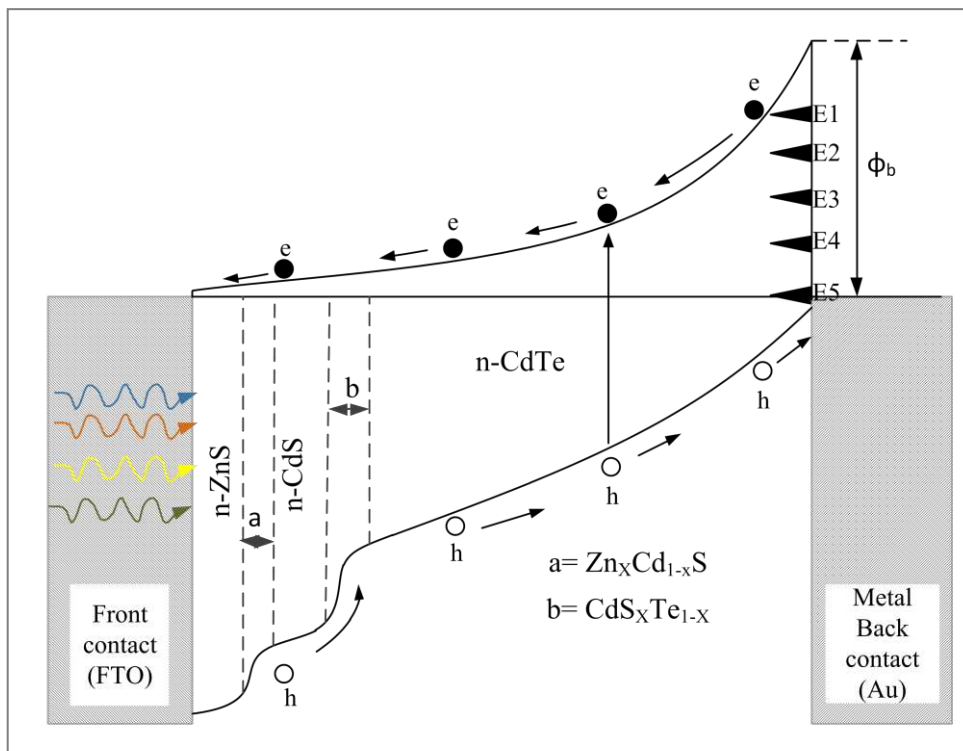 e
E1
E2
ϕb
e
E3
e
E4
e
E5
n-CdTe
b
h
n-ZnS
n-CdS
h
a
h
a= ZnXCd1-xS
b= CdSXTe1-X
Front
contact
(FTO)
h
Metal
Back
contact
(Au)